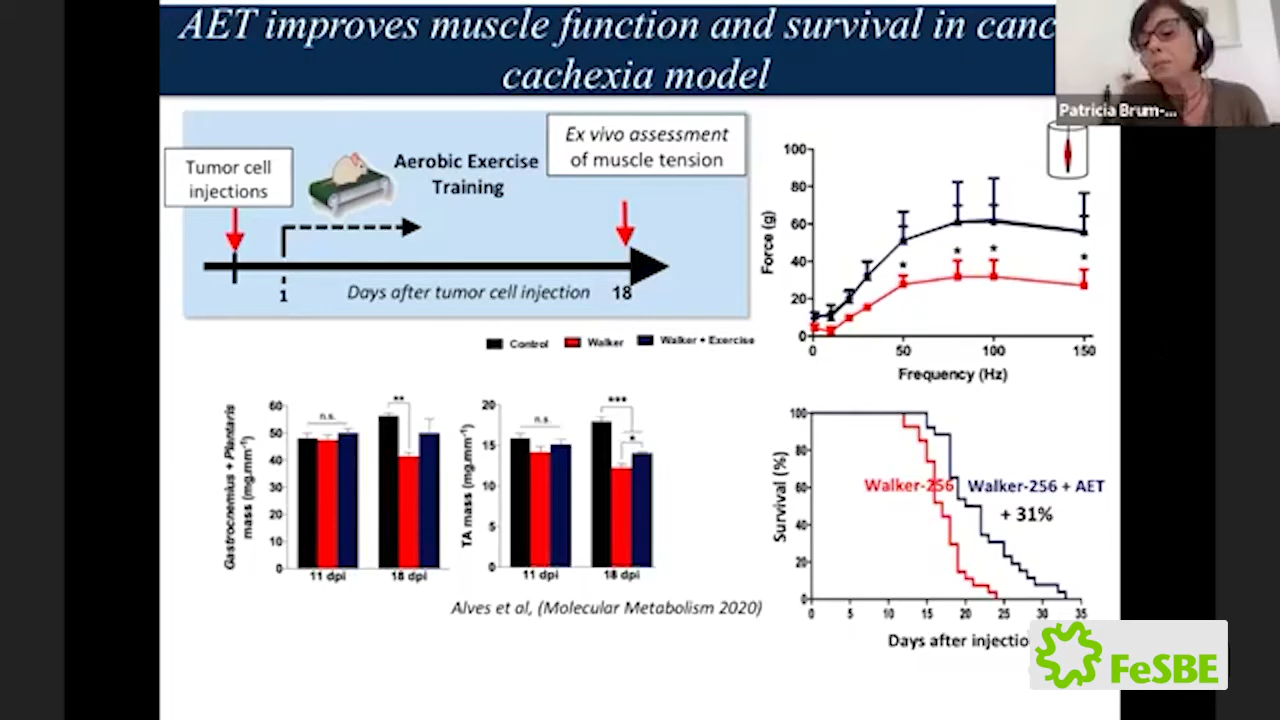 AET improves muscle function and survival in canc
cachexia model
Patricia Brum-...
Tumor cell
injections
Aerobic Exercise
Training
Ex vivo assessment
of muscle tension
1
Days after tumor cell injection
18
Control
Walker
Walker + Exercise
Force (g)
100
80
60
40
20
0
* * * *
0 50 100 150
Frequency (Hz)
Gastrocnemius + Plantaris
mass (mg.mm⁻¹)
60
50
40
30
20
10
0
n.s.
**
11 dpi 18 dpi
TA mass (mg.mm⁻¹)
20
15
10
5
0
n.s.
***
*
11 dpi 18 dpi
Survival (%)
100
80
60
40
20
0
Walker-256
Walker-256 + AET
+ 31%
0 5 10 15 20 25 30 35
Days after injectio
Alves et al, (Molecular Metabolism 2020)
FeSBE